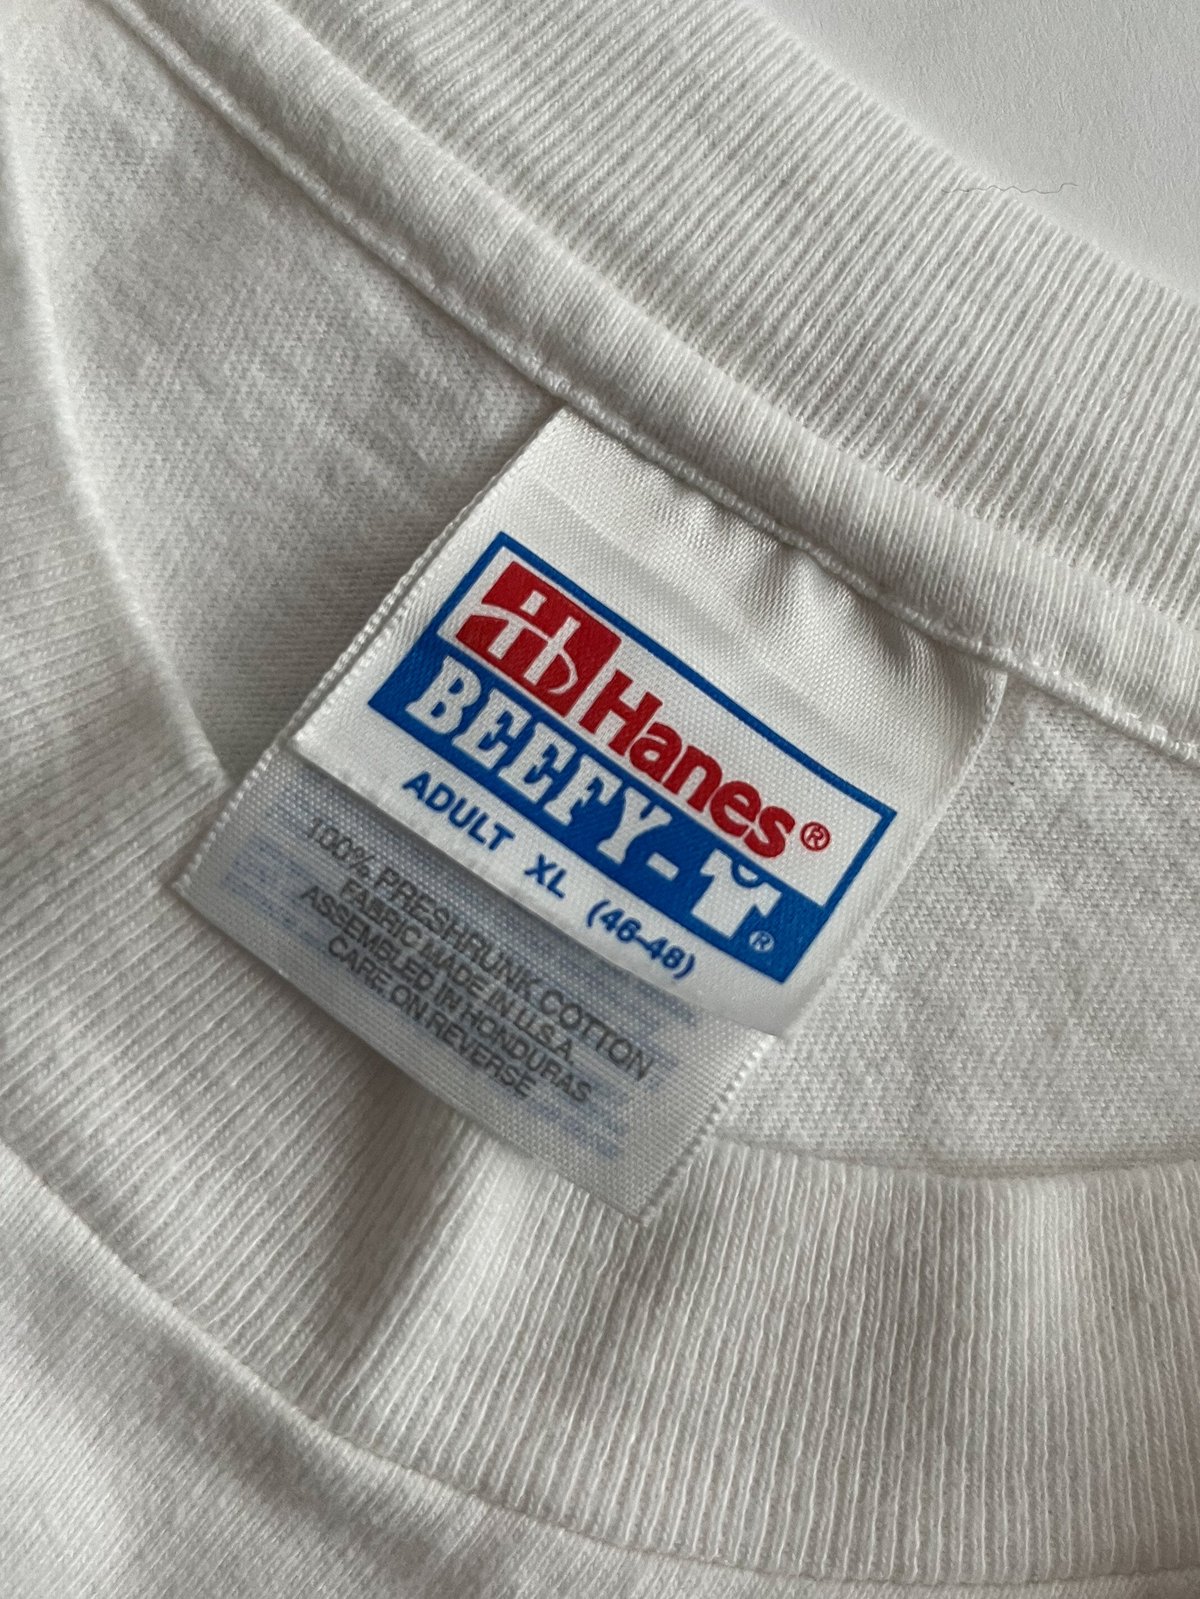 Hanes®
BEEFY-T®
ADULT XL (46-48)
100% PRESHRUNK COTTON
FABRIC MADE IN U.S.A.
ASSEMBLED IN HONDURAS
CARE ON REVERSE